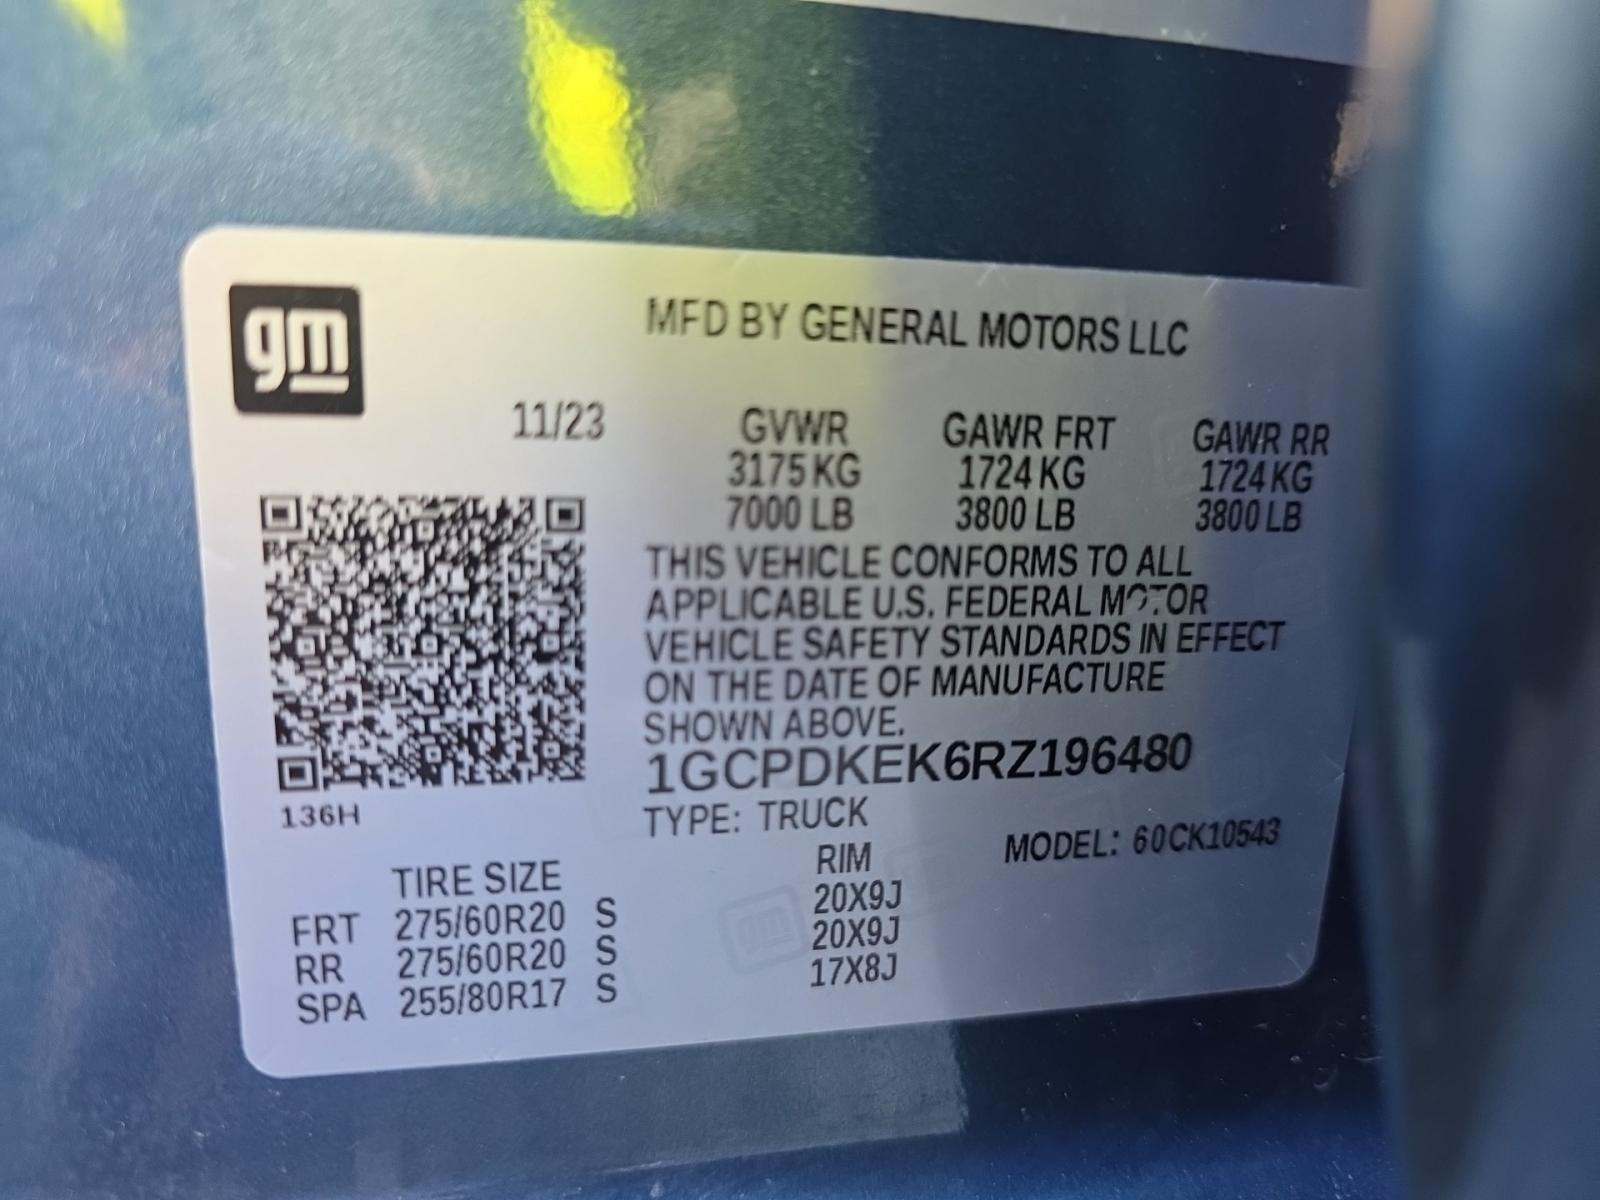 gm
MFD BY GENERAL MOTORS LLC
11/23
GVWR GAWR FRT GAWR RR
3175 KG 1724 KG 1724 KG
7000 LB 3800 LB 3800 LB
THIS VEHICLE CONFORMS TO ALL
APPLICABLE U.S. FEDERAL MOTOR
VEHICLE SAFETY STANDARDS IN EFFECT
ON THE DATE OF MANUFACTURE
SHOWN ABOVE.
1GCPDKEK6RZ196480
136H
TYPE: TRUCK
MODEL: 60CK10543
TIRE SIZE RIM
FRT 275/60R20 S 20X9J
RR 275/60R20 S 20X9J
SPA 255/80R17 S 17X8J
gm